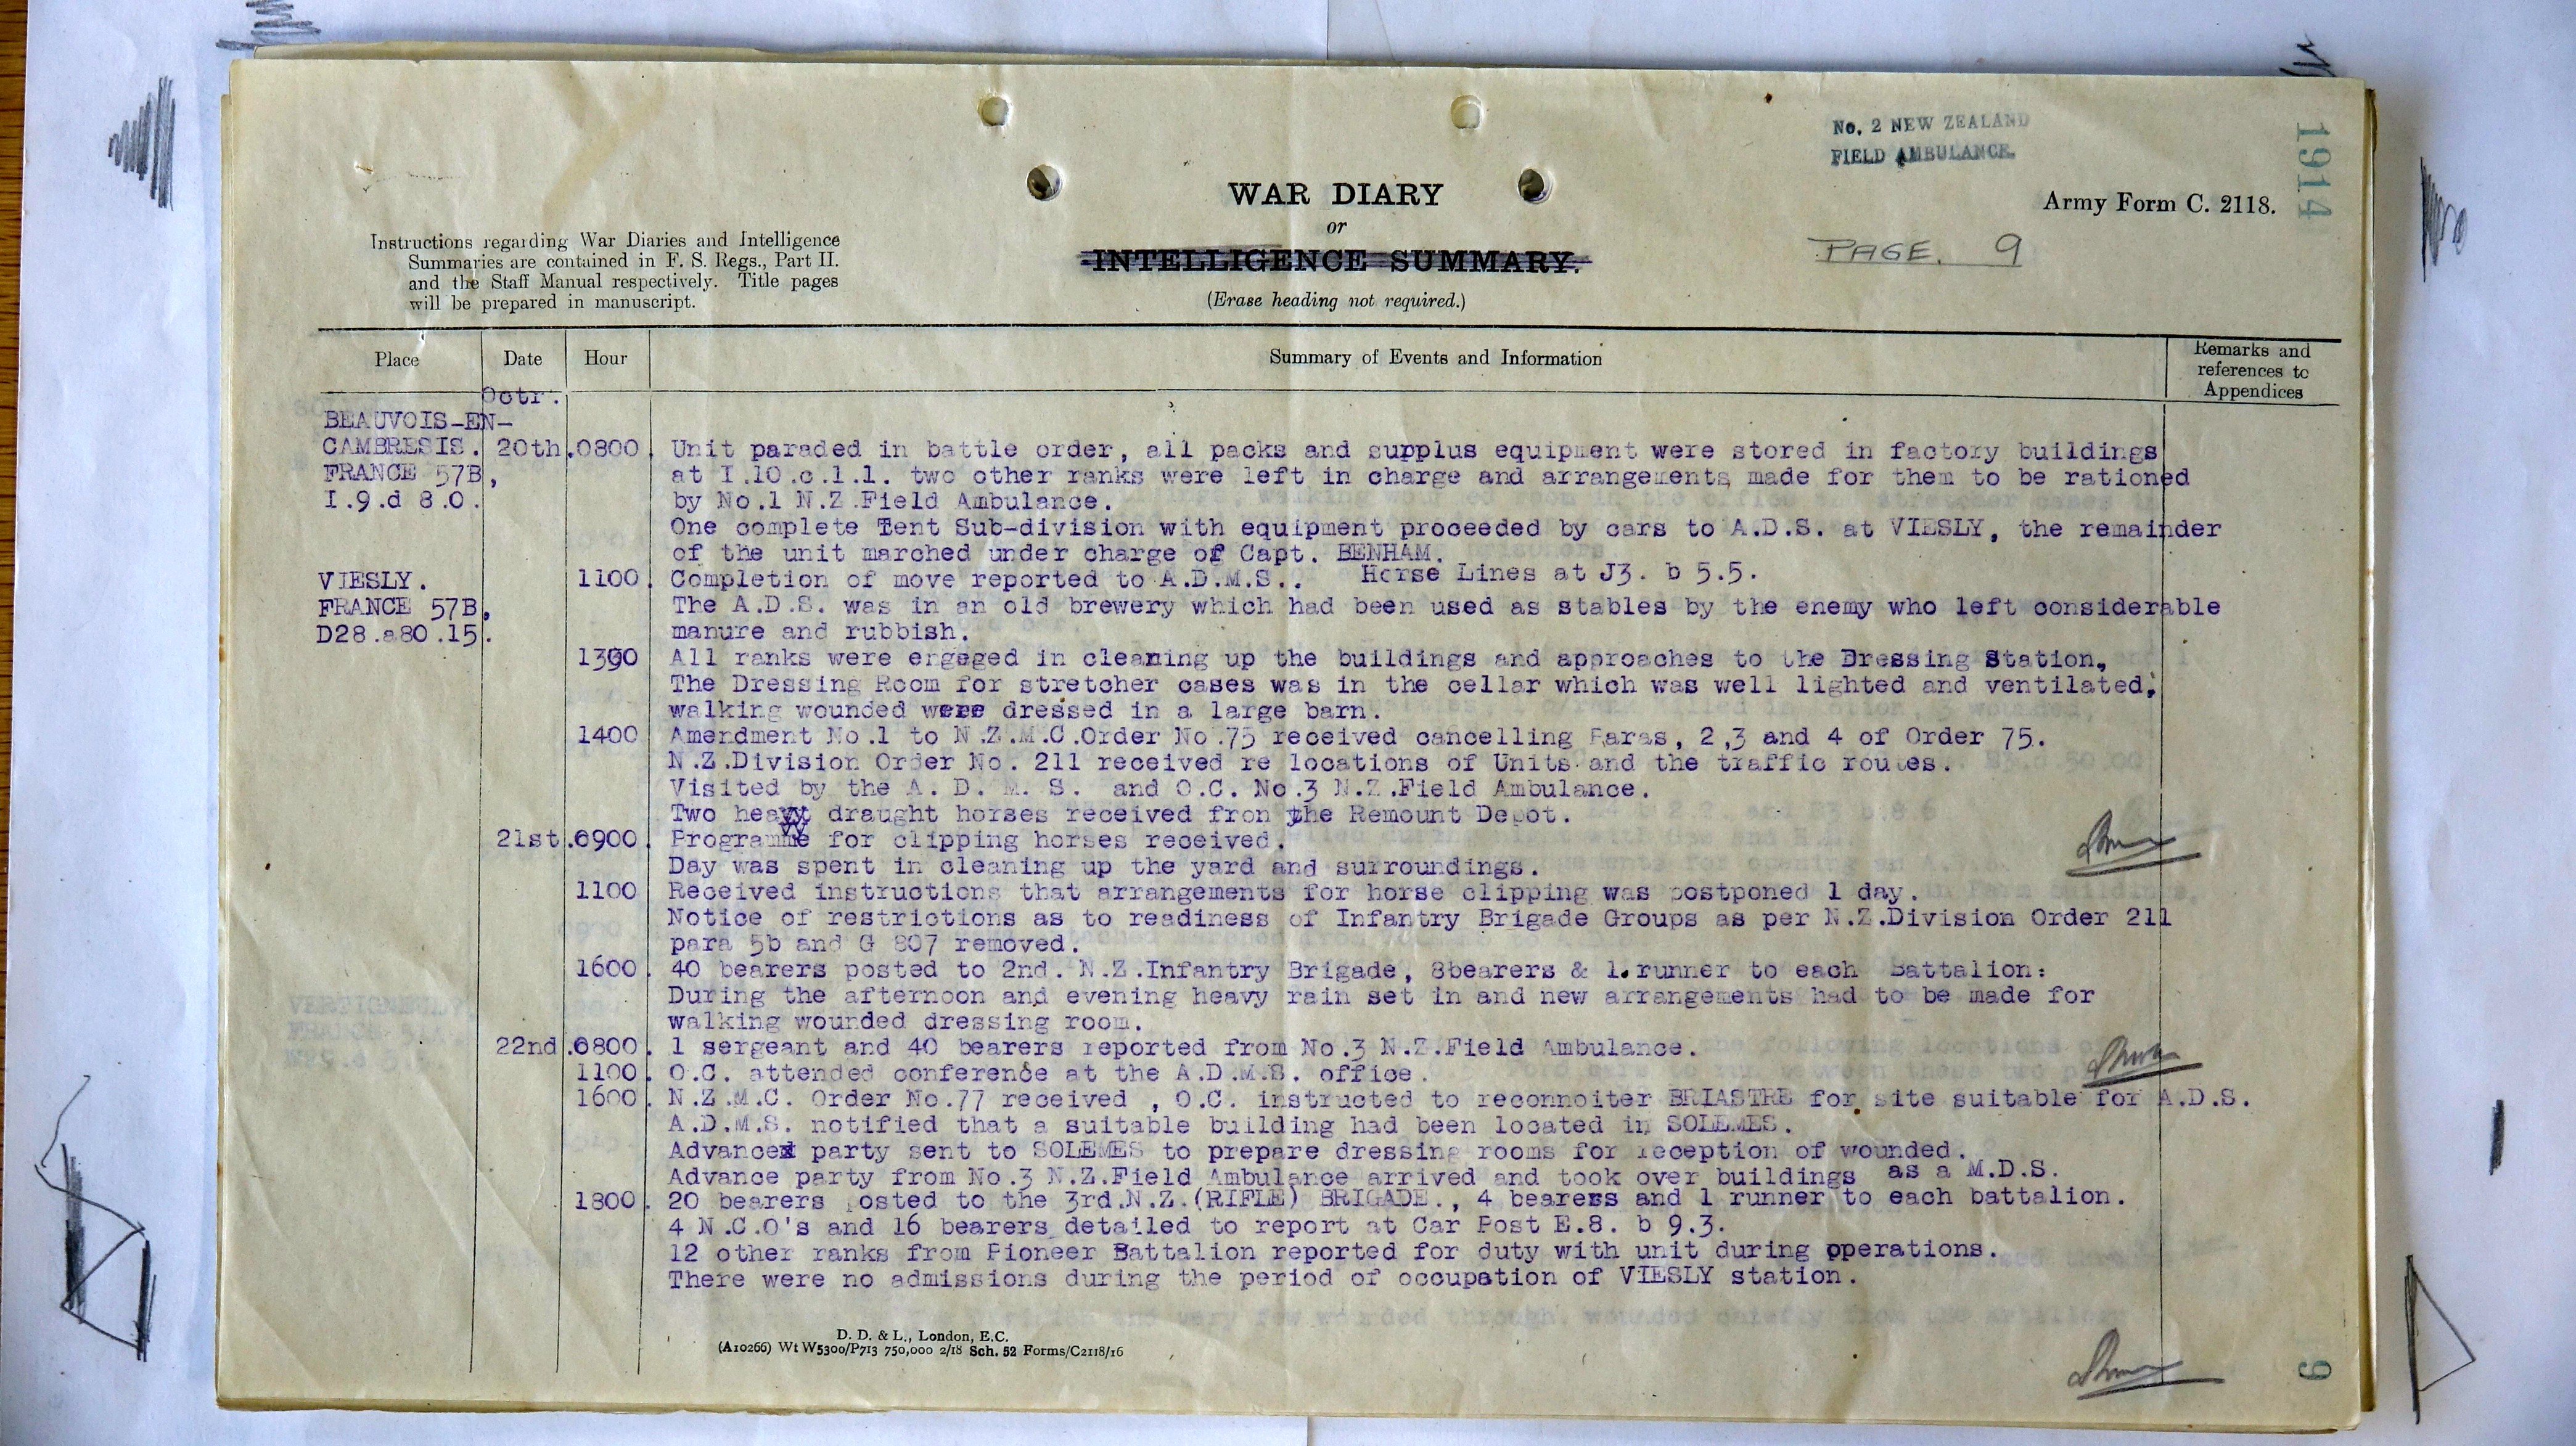 No. 2 NEW ZEALAND
FIELD AMBULANCE.
1914
WAR DIARY
or
INTELLIGENCE SUMMARY.
(Erase heading not required.)
Army Form C. 2118.
PAGE. 9
Instructions regarding War Diaries and Intelligence
Summaries are contained in F. S. Regs., Part II.
and the Staff Manual respectively. Title pages
will be prepared in manuscript.
Place Date Hour Summary of Events and Information Remarks and references to Appendices
Octr.
BEAUVOIS-EN-
CAMBRESIS. 20th.0800. Unit paraded in battle order, all packs and surplus equipment were stored in factory buildings
FRANCE 57B, at I.10.c.1.1. two other ranks were left in charge and arrangements made for them to be rationed
I.9.d 8.0. by No.1 N.Z.Field Ambulance.
One complete Tent Sub-division with equipment proceeded by cars to A.D.S. at VIESLY, the remainder
of the unit marched under charge of Capt. BENHAM.
VIESLY. 1100. Completion of move reported to A.D.M.S.. Horse Lines at J3. b 5.5.
FRANCE 57B, The A.D.S. was in an old brewery which had been used as stables by the enemy who left considerable
D28.a80.15. manure and rubbish.
1300 All ranks were engaged in cleaning up the buildings and approaches to the Dressing Station,
The Dressing Room for stretcher cases was in the cellar which was well lighted and ventilated,
walking wounded were dressed in a large barn.
1400 Amendment No.1 to N.Z.M.C.Order No.75 received cancelling Paras, 2,3 and 4 of Order 75.
N.Z.Division Order No. 211 received re locations of Units and the traffic routes.
Visited by the A. D. M. S. and O.C. No.3 N.Z.Field Ambulance.
Two heavy draught horses received from the Remount Depot.
21st.0900. Programme for clipping horses received.
Day was spent in cleaning up the yard and surroundings.
1100 Received instructions that arrangements for horse clipping was postponed 1 day.
Notice of restrictions as to readiness of Infantry Brigade Groups as per N.Z.Division Order 211
para 5b and G 807 removed.
1600. 40 bearers posted to 2nd. N.Z.Infantry Brigade, 8bearers & 1.runner to each Battalion:
During the afternoon and evening heavy rain set in and new arrangements had to be made for
walking wounded dressing room.
22nd.0800. 1 sergeant and 40 bearers reported from No.3 N.Z.Field Ambulance.
1100. O.C. attended conference at the A.D.M.S. office.
1600. N.Z.M.C. Order No.77 received , O.C. instructed to reconnoiter BRIASTRE for site suitable for A.D.S.
A.D.M.S. notified that a suitable building had been located in SOLEMES.
Advance party sent to SOLEMES to prepare dressing rooms for reception of wounded.
Advance party from No.3 N.Z.Field Ambulance arrived and took over buildings as a M.D.S.
1800. 20 bearers posted to the 3rd.N.Z.(RIFLE) BRIGADE., 4 bearers and 1 runner to each battalion.
4 N.C.O's and 16 bearers detailed to report at Car Post E.8. b 9.3.
12 other ranks from Pioneer Battalion reported for duty with unit during operations.
There were no admissions during the period of occupation of VIESLY station.
D. D. & L., London, E.C.
(A10266) Wt W5300/P713 750,000 2/18 Sch. 52 Forms/C2118/16
9